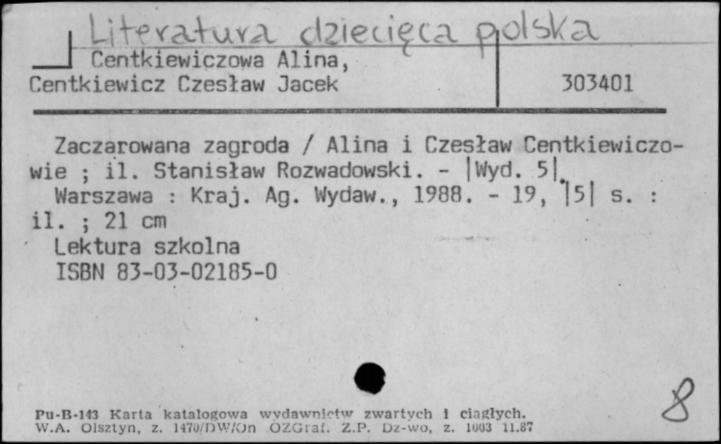 Literatura dziecięca polska
Centkiewiczowa Alina,
Centkiewicz Czesław Jacek 303401
Zaczarowana zagroda / Alina i Czesław Centkiewiczo-
wie ; il. Stanisław Rozwadowski. - |Wyd. 5|.
Warszawa : Kraj. Ag. Wydaw., 1988. - 19, |5| s. :
il. ; 21 cm
Lektura szkolna
ISBN 83-03-02185-0
8
Pu-B-143 Karta katalogowa wydawnictw zwartych i ciągłych.
W.A. Olsztyn, z. 1470/DW/On OZGraf. Z.P. Dz-wo, z. 1003 11.87